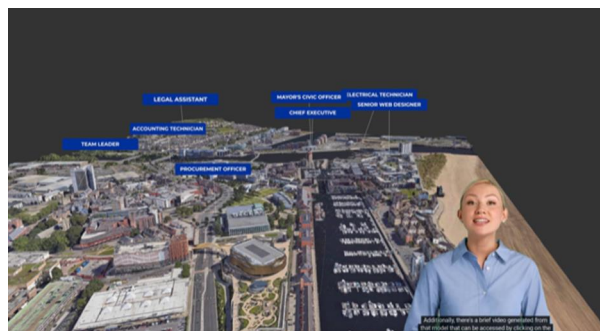 LEGAL ASSISTANT
MAYOR'S CIVIC OFFICER
ELECTRICAL TECHNICIAN
SENIOR WEB DESIGNER
CHIEF EXECUTIVE
ACCOUNTING TECHNICIAN
TEAM LEADER
PROCUREMENT OFFICER
Additionally, there's a brief video generated from
that model that can be accessed by clicking on the